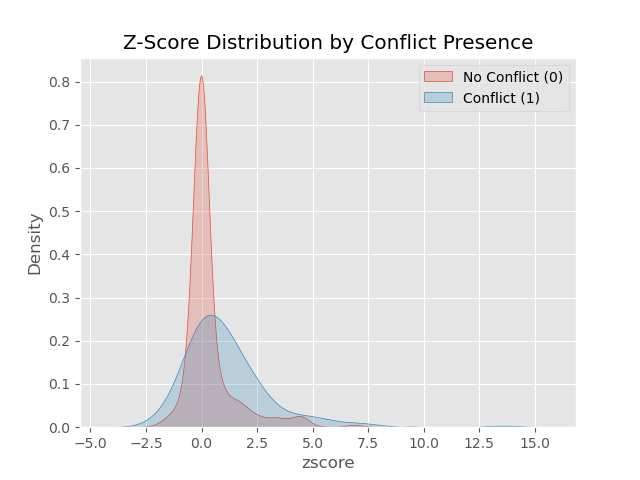 Z-Score Distribution by Conflict Presence
No Conflict (0)
Conflict (1)
Density
0.8
0.7
0.6
0.5
0.4
0.3
0.2
0.1
0.0
-5.0 -2.5 0.0 2.5 5.0 7.5 10.0 12.5 15.0
zscore